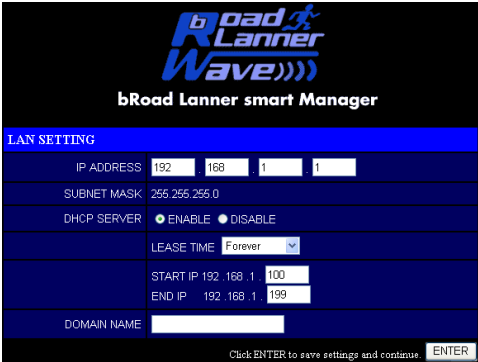 bRoad
Lanner
Wave
bRoad Lanner smart Manager
LAN SETTING
IP ADDRESS 192 . 168 . 1 . 1
SUBNET MASK 255.255.255.0
DHCP SERVER ENABLE DISABLE
LEASE TIME Forever
START IP 192 .168 .1 . 100
END IP 192 .168 .1 . 199
DOMAIN NAME
Click ENTER to save settings and continue. ENTER